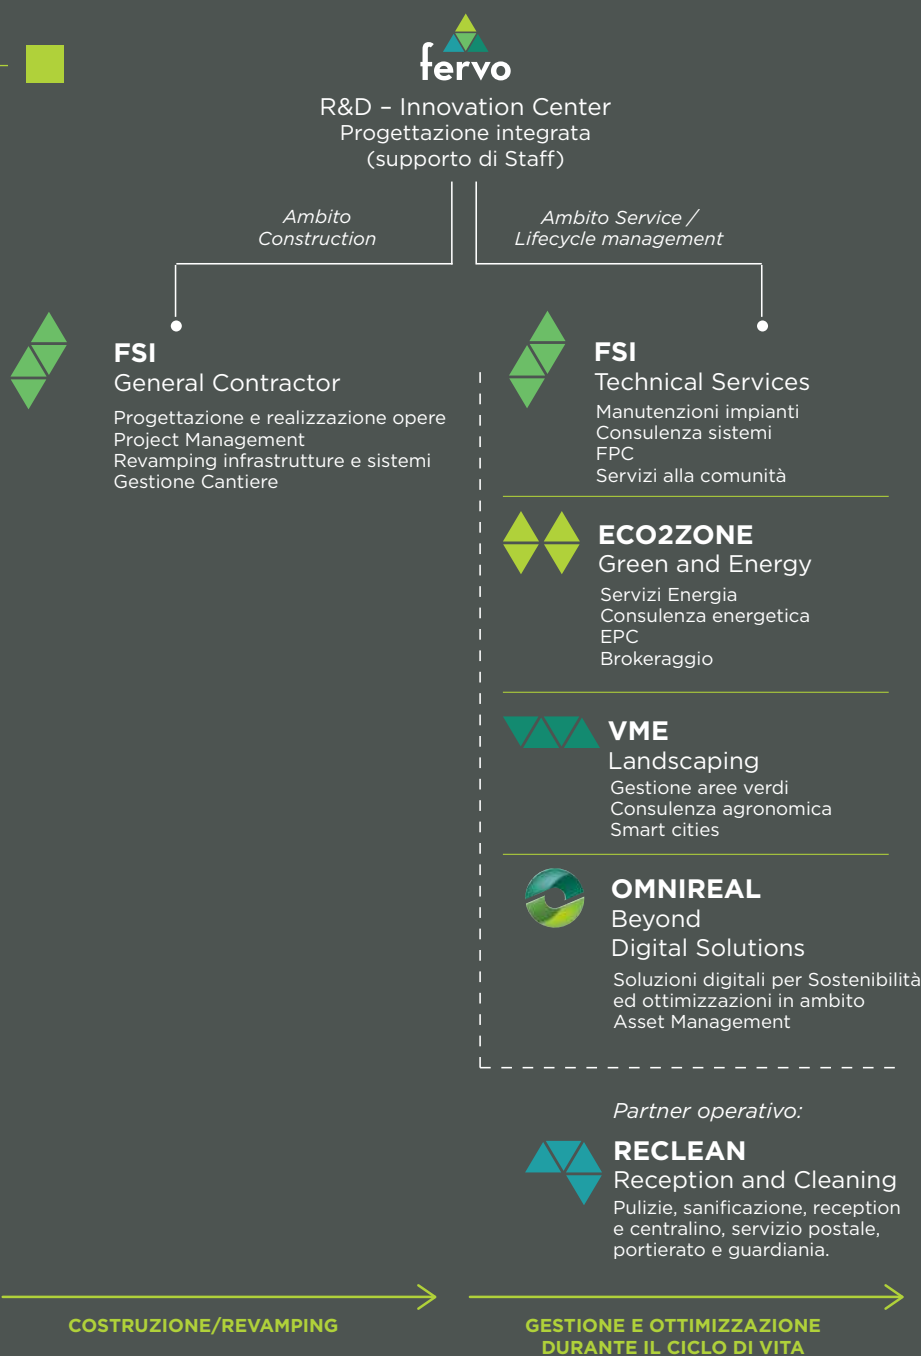 fervo
R&D – Innovation Center
Progettazione integrata
(supporto di Staff)
Ambito
Construction
Ambito Service /
Lifecycle management
FSI
General Contractor
Progettazione e realizzazione opere
Project Management
Revamping infrastrutture e sistemi
Gestione Cantiere
FSI
Technical Services
Manutenzioni impianti
Consulenza sistemi
FPC
Servizi alla comunità
ECO2ZONE
Green and Energy
Servizi Energia
Consulenza energetica
EPC
Brokeraggio
VME
Landscaping
Gestione aree verdi
Consulenza agronomica
Smart cities
OMNIREAL
Beyond
Digital Solutions
Soluzioni digitali per Sostenibilità
ed ottimizzazioni in ambito
Asset Management
Partner operativo:
RECLEAN
Reception and Cleaning
Pulizie, sanificazione, reception
e centralino, servizio postale,
portierato e guardiania.
COSTRUZIONE/REVAMPING
GESTIONE E OTTIMIZZAZIONE
DURANTE IL CICLO DI VITA